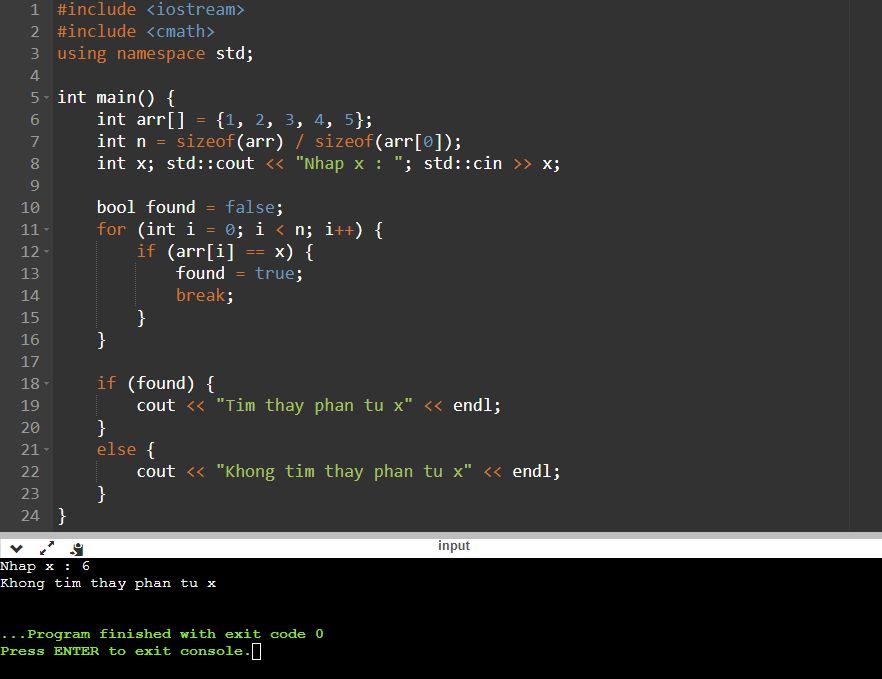 1 #include <iostream>
2 #include <cmath>
3 using namespace std;
4
5 int main() {
6     int arr[] = {1, 2, 3, 4, 5};
7     int n = sizeof(arr) / sizeof(arr[0]);
8     int x; std::cout << "Nhap x : "; std::cin >> x;
9
10     bool found = false;
11     for (int i = 0; i < n; i++) {
12         if (arr[i] == x) {
13             found = true;
14             break;
15         }
16     }
17
18     if (found) {
19         cout << "Tim thay phan tu x" << endl;
20     }
21     else {
22         cout << "Khong tim thay phan tu x" << endl;
23     }
24 }
input
Nhap x : 6
Khong tim thay phan tu x
...Program finished with exit code 0
Press ENTER to exit console.